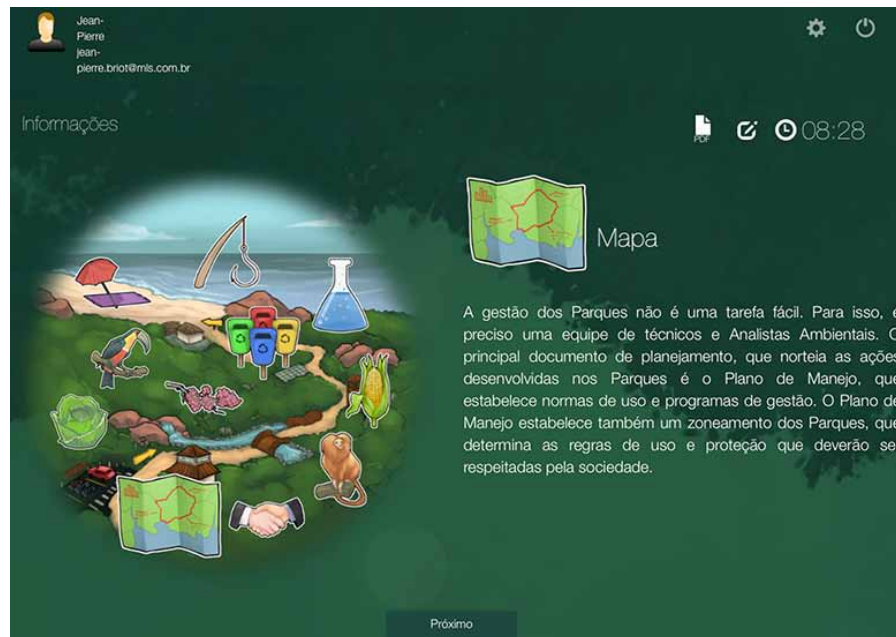 Jean-
Pierre
jean-
pierre.briot@mls.com.br
Informações
PDF
08:28
Mapa
A gestão dos Parques não é uma tarefa fácil. Para isso,
preciso uma equipe de técnicos e Analistas Ambientais.
principal documento de planejamento, que norteia as ações
desenvolvidas nos Parques é o Plano de Manejo, que
estabelece normas de uso e programas de gestão. O Plano de
Manejo estabelece também um zoneamento dos Parques, que
determina as regras de uso e proteção que deverão se
respeitadas pela sociedade.
Próximo